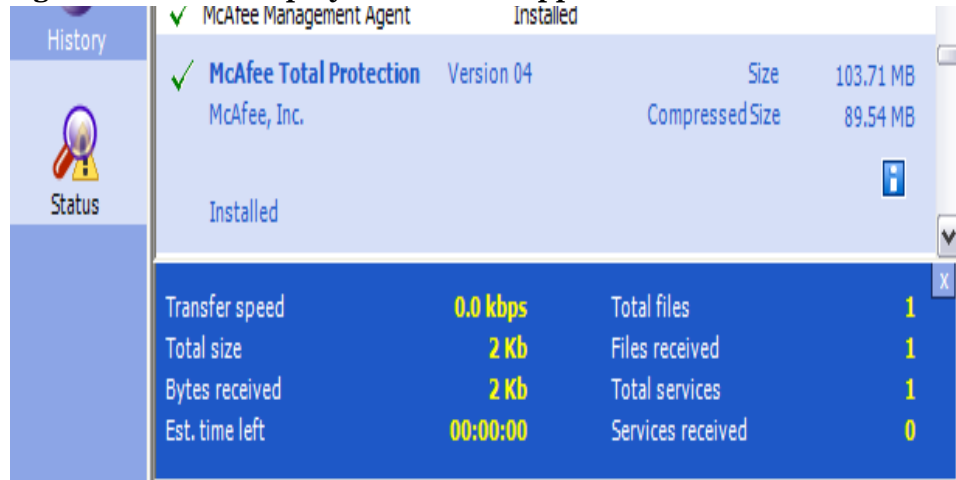 History
McAfee Management Agent Installed
McAfee Total Protection Version 04 Size 103.71 MB
McAfee, Inc. Compressed Size 89.54 MB
Status
Installed
X
Transfer speed 0.0 kbps Total files 1
Total size 2 Kb Files received 1
Bytes received 2 Kb Total services 1
Est. time left 00:00:00 Services received 0